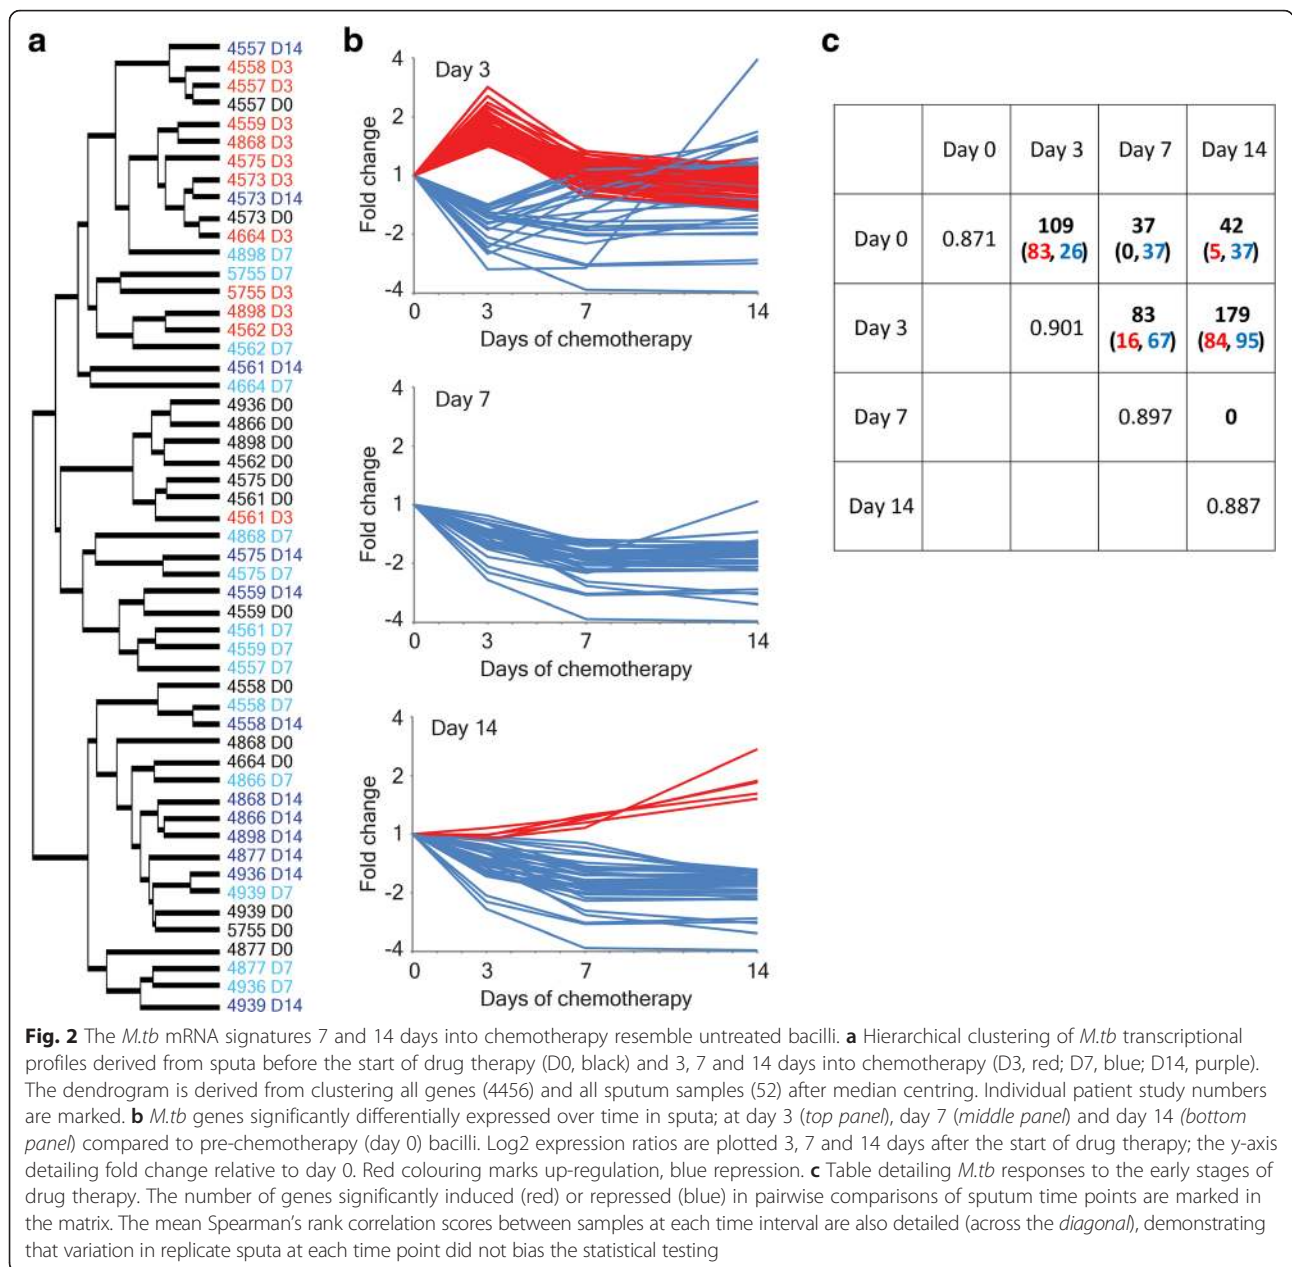 a
4557 D14
4558 D3
4557 D3
4557 D0
4559 D3
4868 D3
4575 D3
4573 D3
4573 D14
4573 D0
4664 D3
4898 D7
5755 D7
5755 D3
4898 D3
4562 D3
4562 D7
4561 D14
4664 D7
4936 D0
4866 D0
4898 D0
4562 D0
4575 D0
4561 D0
4561 D3
4868 D7
4575 D14
4575 D7
4559 D14
4559 D0
4561 D7
4559 D7
4557 D7
4558 D0
4558 D7
4558 D14
4868 D0
4664 D0
4866 D7
4868 D14
4866 D14
4898 D14
4877 D14
4936 D14
4939 D7
4939 D0
5755 D0
4877 D0
4877 D7
4936 D7
4939 D14
b
Day 3
Fold change
4
2
1
-2
-4
0 3 7 14
Days of chemotherapy
Day 7
Fold change
4
2
1
-2
-4
0 3 7 14
Days of chemotherapy
Day 14
Fold change
4
2
1
-2
-4
0 3 7 14
Days of chemotherapy
c
Day 0 Day 3 Day 7 Day 14
Day 0 0.871 109 (83, 26) 37 (0, 37) 42 (5, 37)
Day 3 0.901 83 (16, 67) 179 (84, 95)
Day 7 0.897 0
Day 14 0.887
Fig. 2 The M.tb mRNA signatures 7 and 14 days into chemotherapy resemble untreated bacilli. a Hierarchical clustering of M.tb transcriptional
profiles derived from sputa before the start of drug therapy (D0, black) and 3, 7 and 14 days into chemotherapy (D3, red; D7, blue; D14, purple).
The dendrogram is derived from clustering all genes (4456) and all sputum samples (52) after median centring. Individual patient study numbers
are marked. b M.tb genes significantly differentially expressed over time in sputa; at day 3 (top panel), day 7 (middle panel) and day 14 (bottom
panel) compared to pre-chemotherapy (day 0) bacilli. Log2 expression ratios are plotted 3, 7 and 14 days after the start of drug therapy; the y-axis
detailing fold change relative to day 0. Red colouring marks up-regulation, blue repression. c Table detailing M.tb responses to the early stages of
drug therapy. The number of genes significantly induced (red) or repressed (blue) in pairwise comparisons of sputum time points are marked in
the matrix. The mean Spearman's rank correlation scores between samples at each time interval are also detailed (across the diagonal), demonstrating
that variation in replicate sputa at each time point did not bias the statistical testing